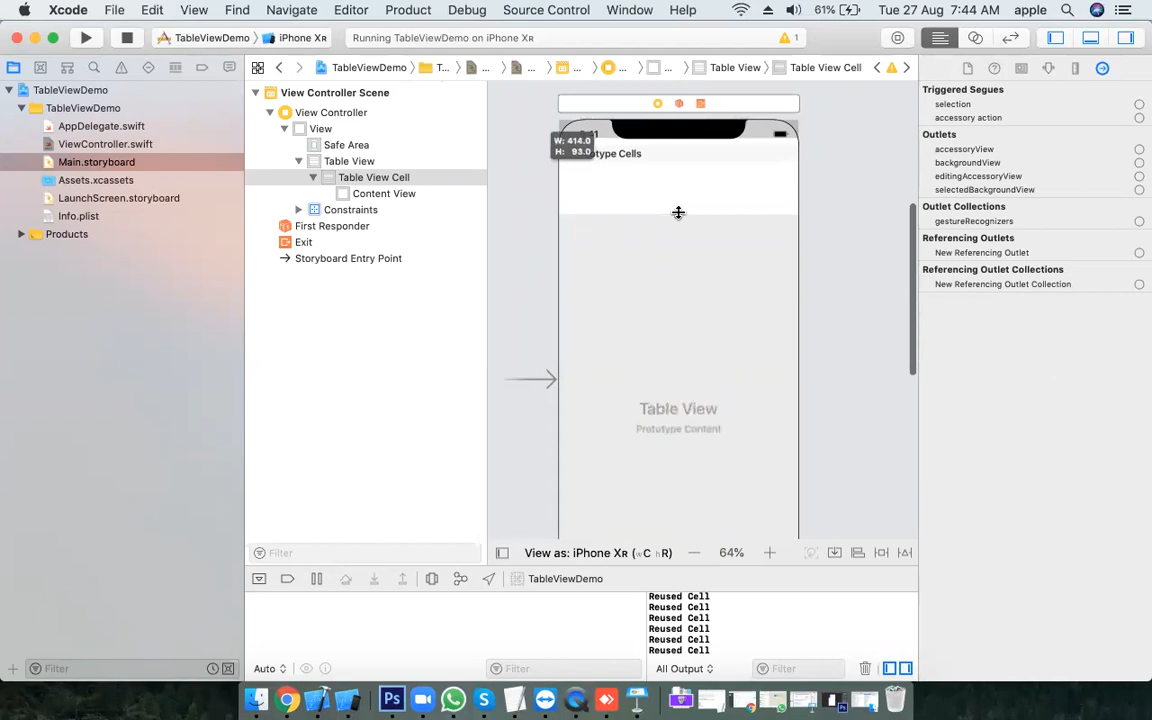 Xcode File Edit View Find Navigate Editor Product Debug Source Control Window Help 61% Tue 27 Aug 7:44 AM apple
TableViewDemo iPhone Xʀ Running TableViewDemo on iPhone Xʀ 1
TableViewDemo T... ... ... ... ... ... Table View Table View Cell
TableViewDemo
TableViewDemo
AppDelegate.swift
ViewController.swift
Main.storyboard
Assets.xcassets
LaunchScreen.storyboard
Info.plist
Products
Filter
View Controller Scene
View Controller
View
Safe Area
Table View
Table View Cell
Content View
Constraints
First Responder
Exit
Storyboard Entry Point
Filter
W: 414.0
H: 93.0
Cells
Table View
Prototype Content
View as: iPhone Xʀ (wC hR) 64%
Triggered Segues
selection
accessory action
Outlets
accessoryView
backgroundView
editingAccessoryView
selectedBackgroundView
Outlet Collections
gestureRecognizers
Referencing Outlets
New Referencing Outlet
Referencing Outlet Collections
New Referencing Outlet Collection
TableViewDemo
Reused Cell
Reused Cell
Reused Cell
Reused Cell
Reused Cell
Reused Cell
Auto Filter All Output Filter
Ps